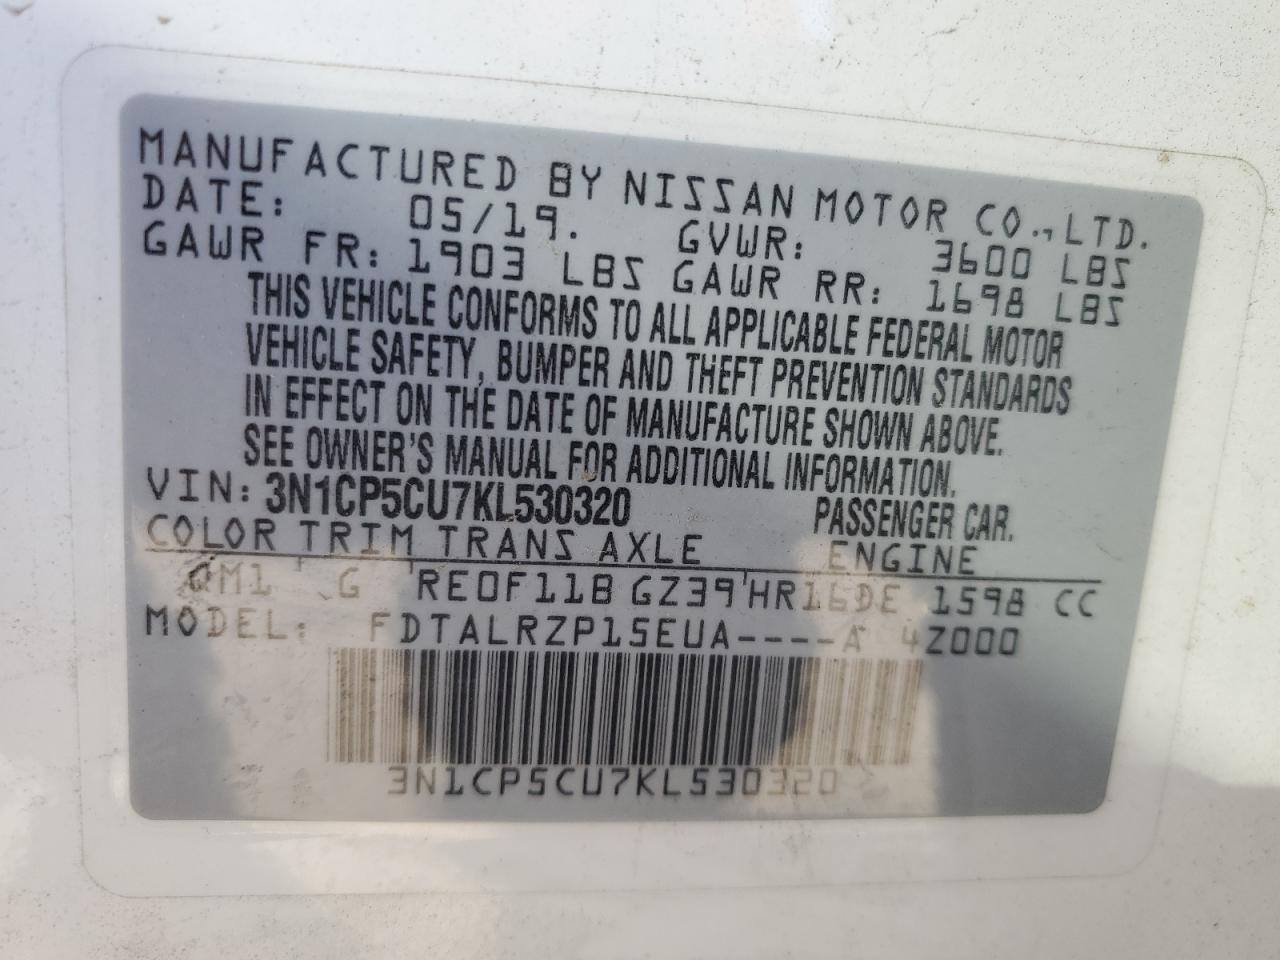 MANUFACTURED BY NISSAN MOTOR CO., LTD.
DATE: 05/19. GVWR: 3600 LBS
GAWR FR: 1903 LBS GAWR RR: 1698 LBS
THIS VEHICLE CONFORMS TO ALL APPLICABLE FEDERAL MOTOR
VEHICLE SAFETY, BUMPER AND THEFT PREVENTION STANDARDS
IN EFFECT ON THE DATE OF MANUFACTURE SHOWN ABOVE.
SEE OWNER'S MANUAL FOR ADDITIONAL INFORMATION.
VIN: 3N1CP5CU7KL530320 PASSENGER CAR.
COLOR TRIM TRANS AXLE ENGINE
QM1 G RE0F11B GZ39 HR16DE 1598 CC
MODEL: FDTALRZP15EUA----A 4Z000
3N1CP5CU7KL530320